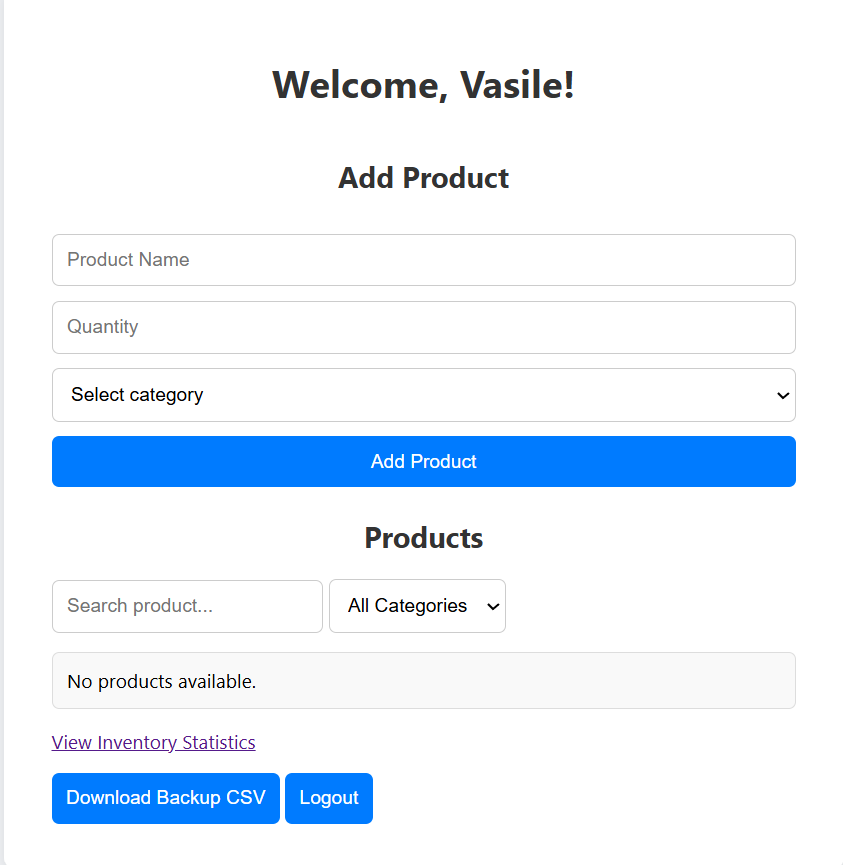 Welcome, Vasile!
Add Product
Product Name
Quantity
Select category
Add Product
Products
Search product... All Categories
No products available.
View Inventory Statistics
Download Backup CSV Logout